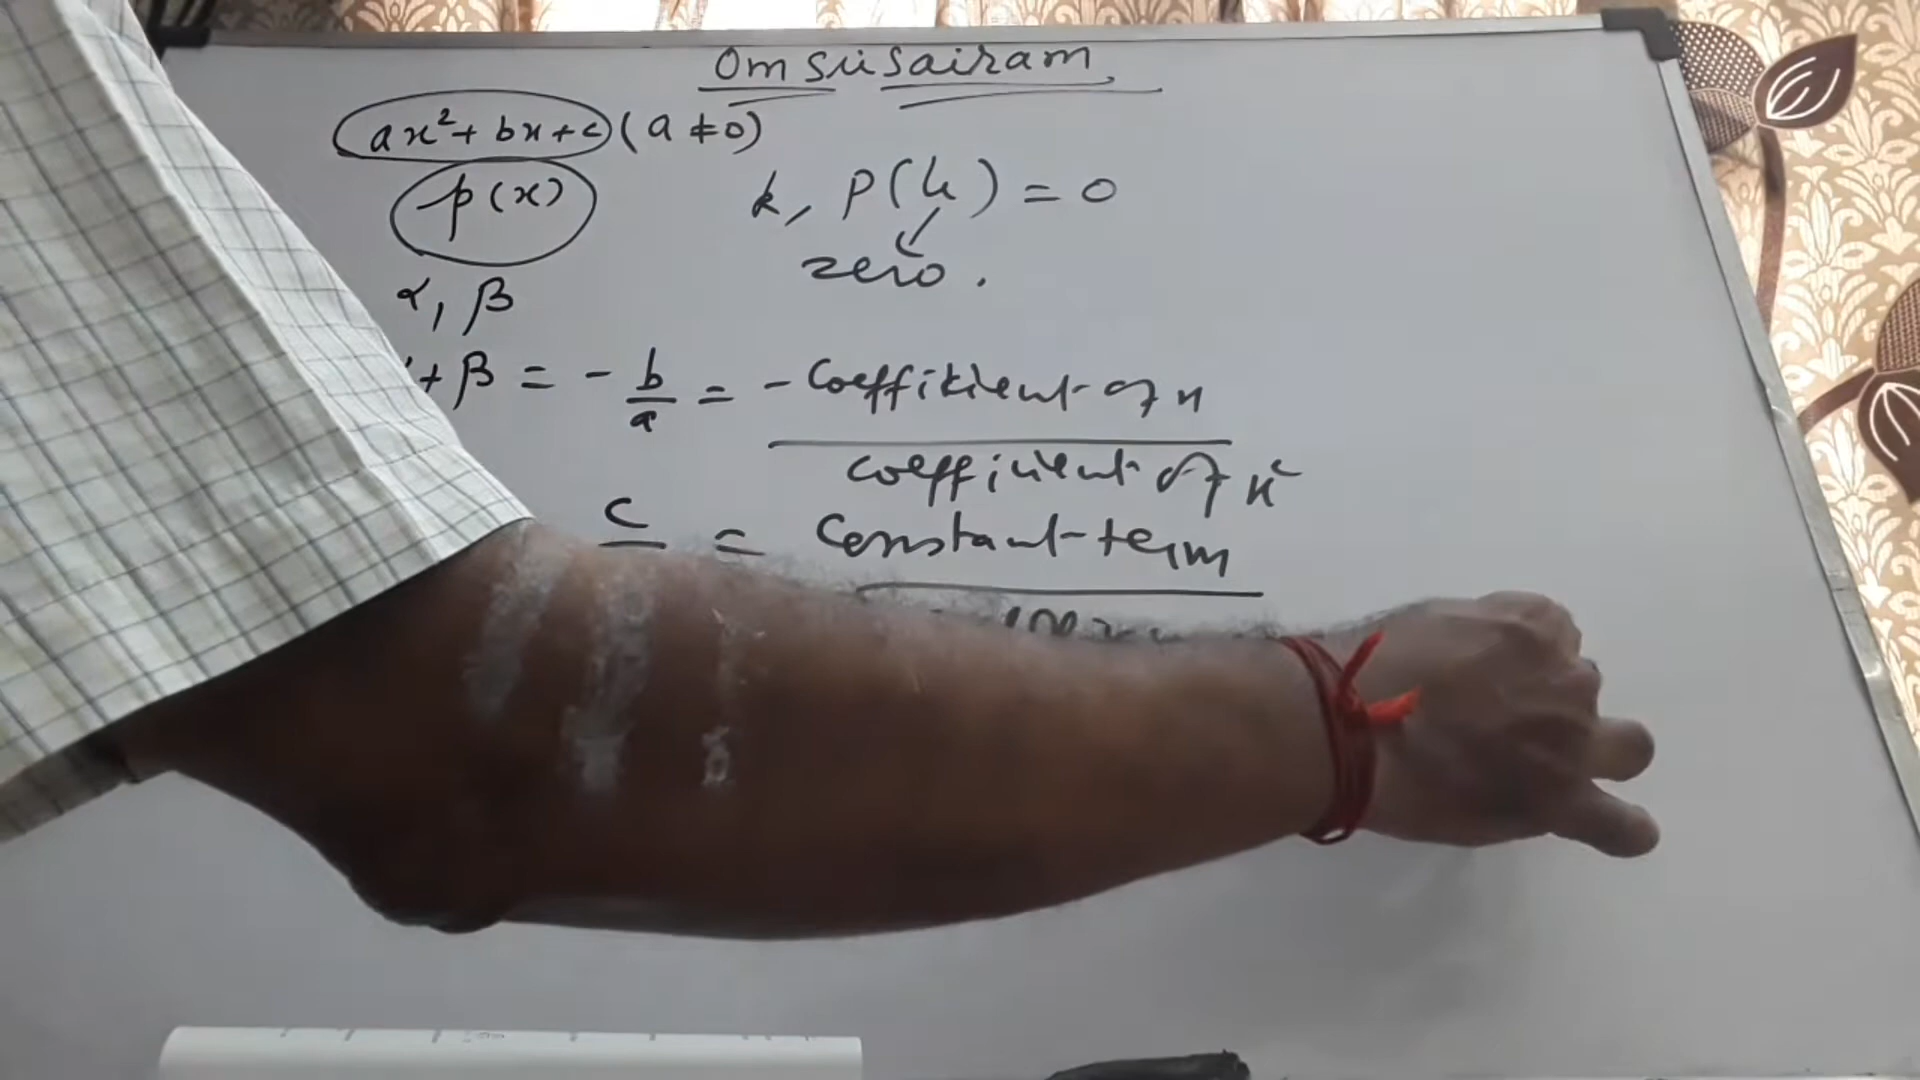 Om sri sairam
ax² + bx + c (a ≠ 0)
p(x)
k, P(k) = 0
zero.
α, β
+ β = - b/a = - Coefficient of x / coefficient of x²
c = Constant term